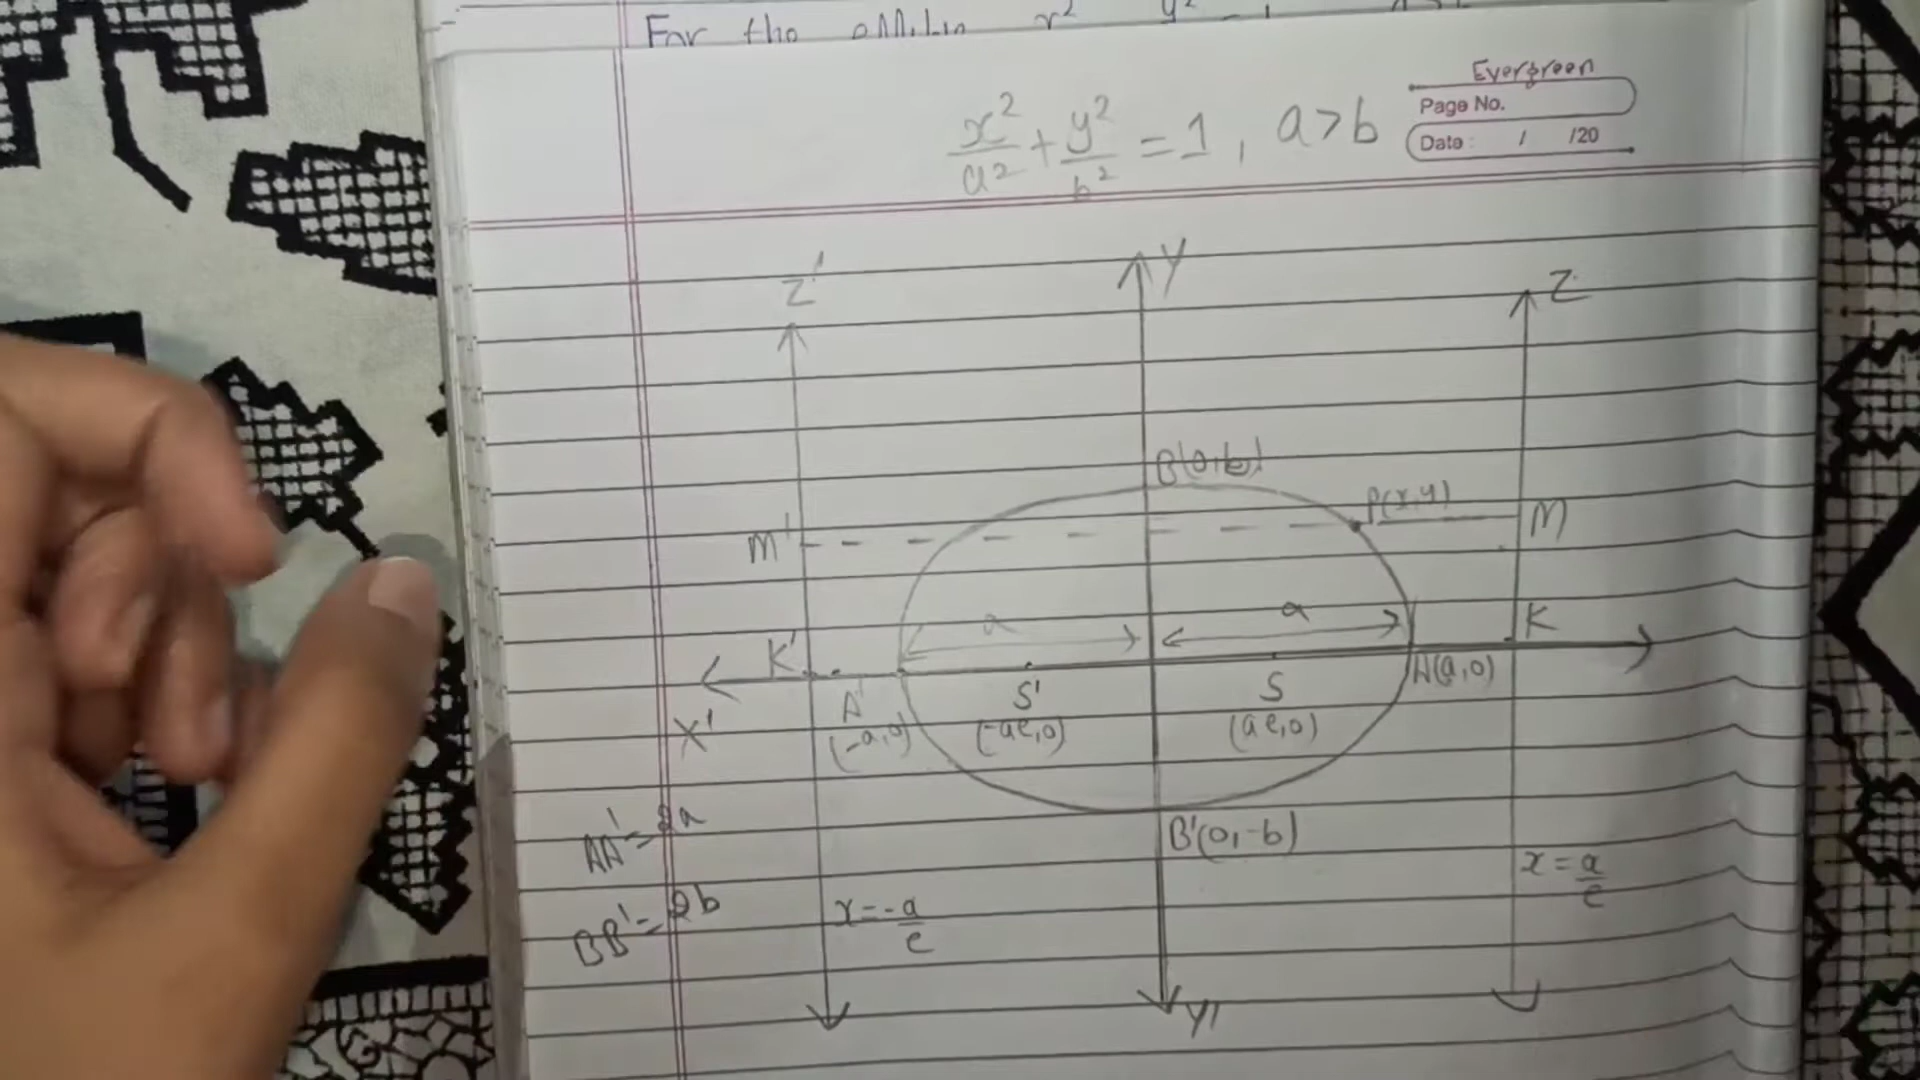 For the
Evergreen
Page No.
Date : / /20
x²/a² + y²/b² = 1, a>b
Z' Y Z
B(0,b)
P(x,y)
M' M
a a
K' K
A' S' S A(a,0)
X' (-a,0) (-ae,0) (ae,0)
AA' = 2a
B'(0,-b)
x = a/e
BB' = 2b
x = -a/e
Y'